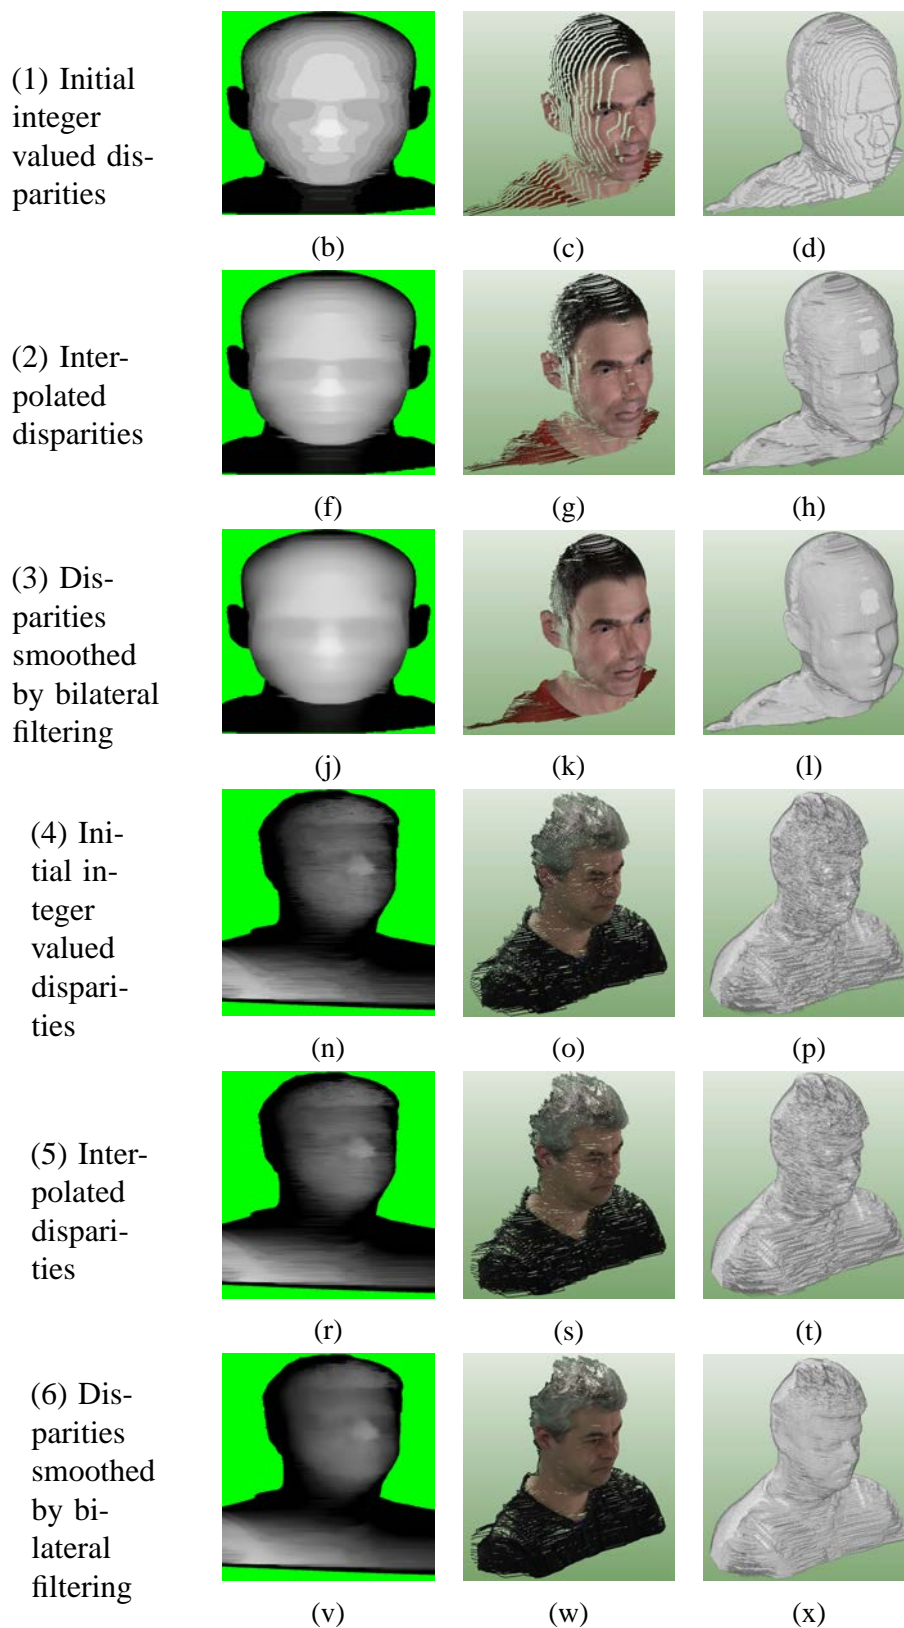 (1) Initial
integer
valued dis-
parities
(b) (c) (d)
(2) Inter-
polated
disparities
(f) (g) (h)
(3) Dis-
parities
smoothed
by bilateral
filtering
(j) (k) (l)
(4) Ini-
tial in-
teger
valued
dispari-
ties
(n) (o) (p)
(5) Inter-
polated
dispari-
ties
(r) (s) (t)
(6) Dis-
parities
smoothed
by bi-
lateral
filtering
(v) (w) (x)